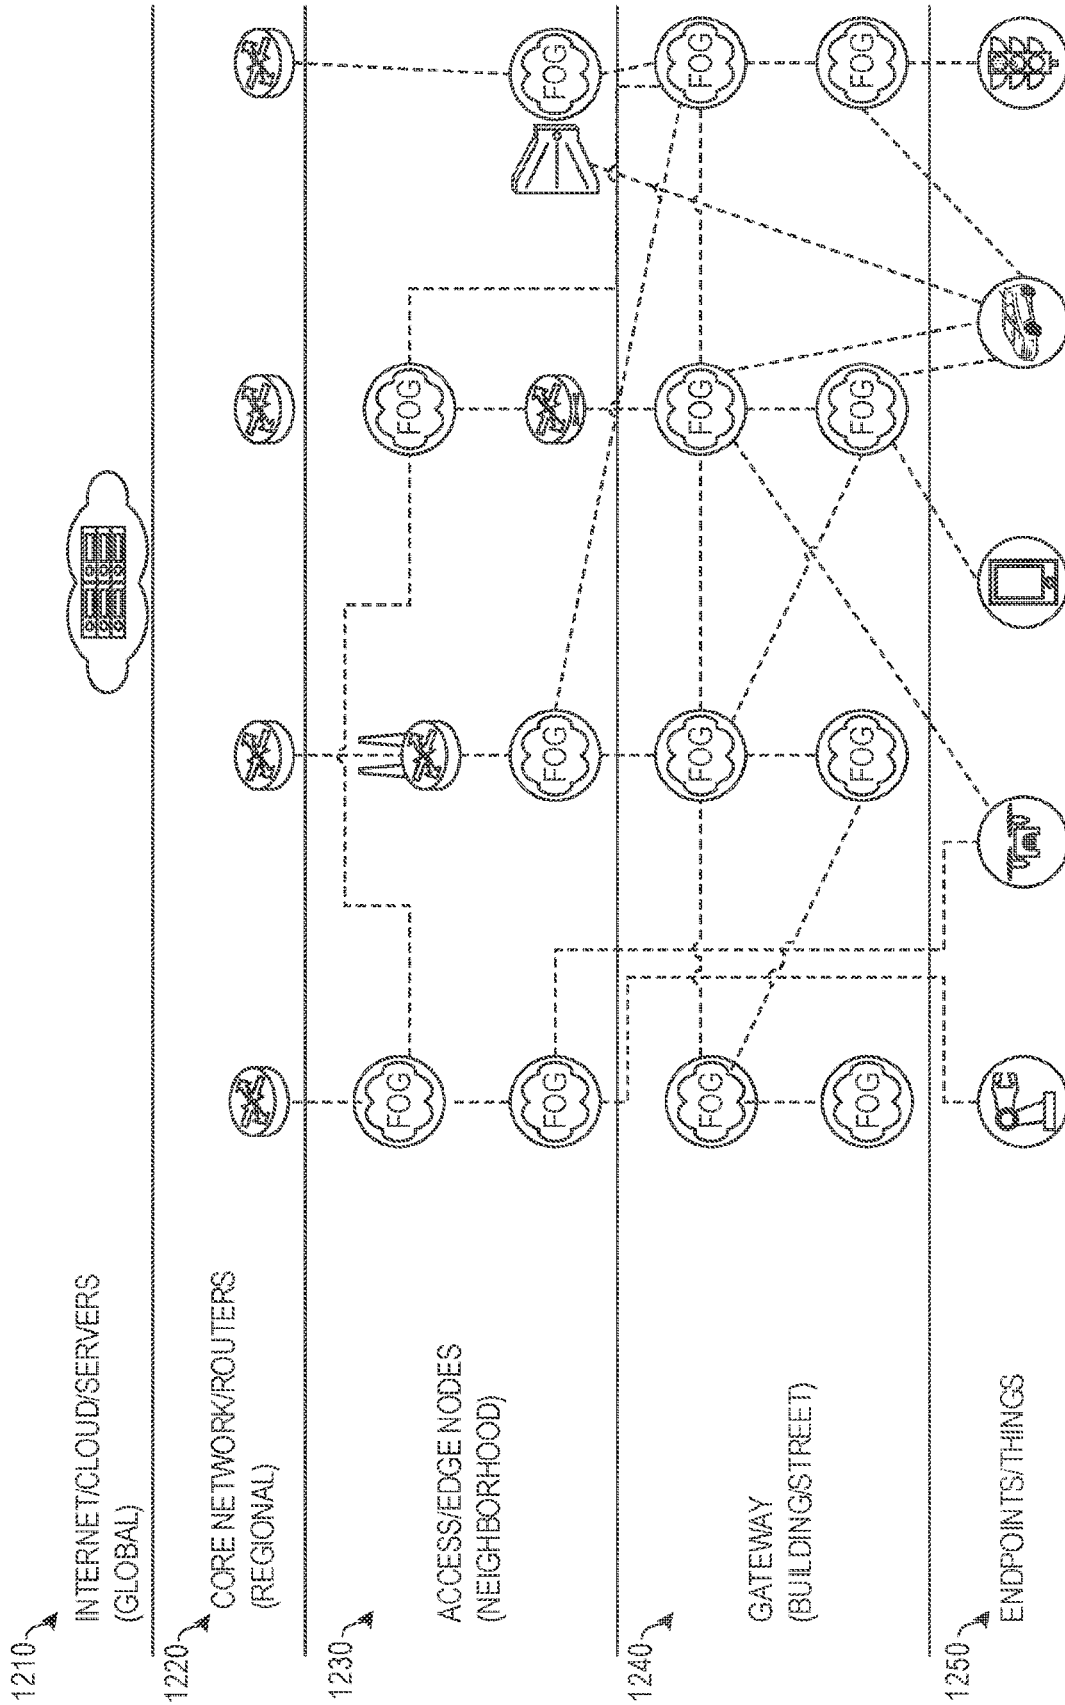 1210
INTERNET/CLOUD/SERVERS
(GLOBAL)
1220
CORE NETWORK/ROUTERS
(REGIONAL)
1230
FOG
FOG
ACCESS/EDGE NODES
(NEIGHBORHOOD)
FOG
FOG
FOG
1240
FOG
FOG
FOG
FOG
GATEWAY
(BUILDING/STREET)
FOG
FOG
FOG
FOG
1250
ENDPOINTS/THINGS